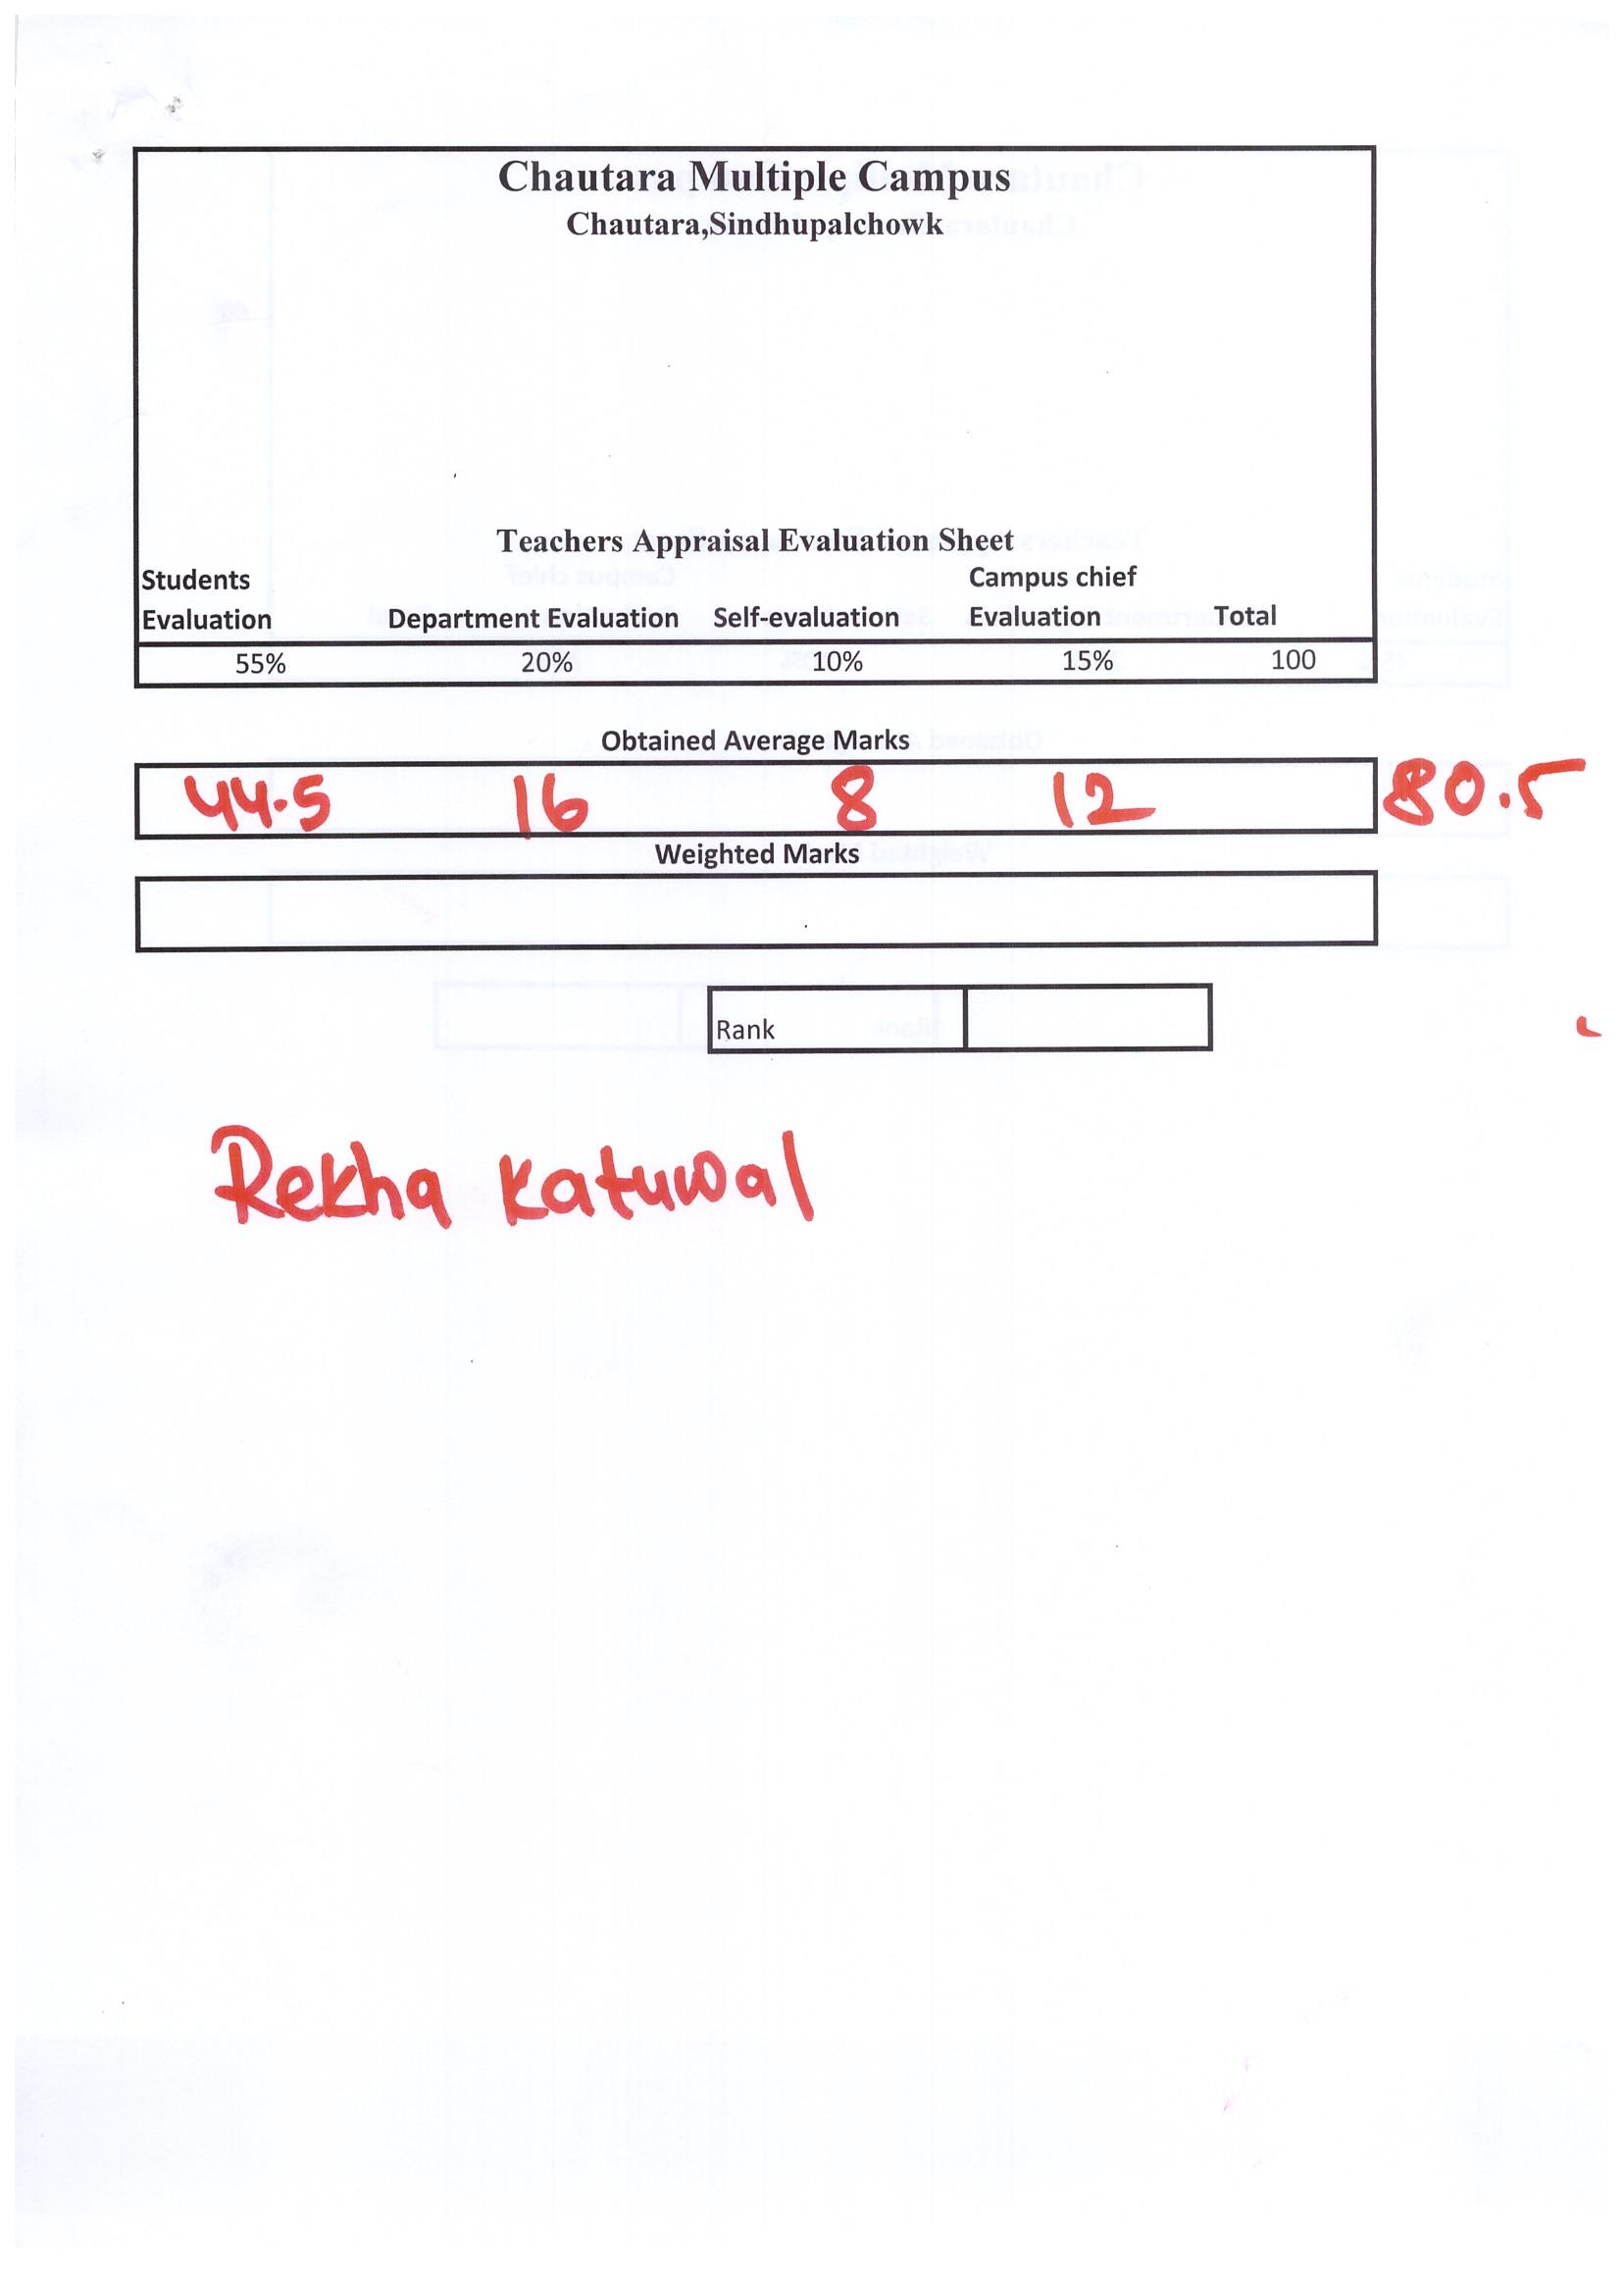 Chautara Multiple Campus
Chautara,Sindhupalchowk
Teachers Appraisal Evaluation Sheet
Students Evaluation Department Evaluation Self-evaluation Campus chief Evaluation Total
55% 20% 10% 15% 100
Obtained Average Marks
44.5 16 8 12 80.5
Weighted Marks
Rank
Rekha Katuwal